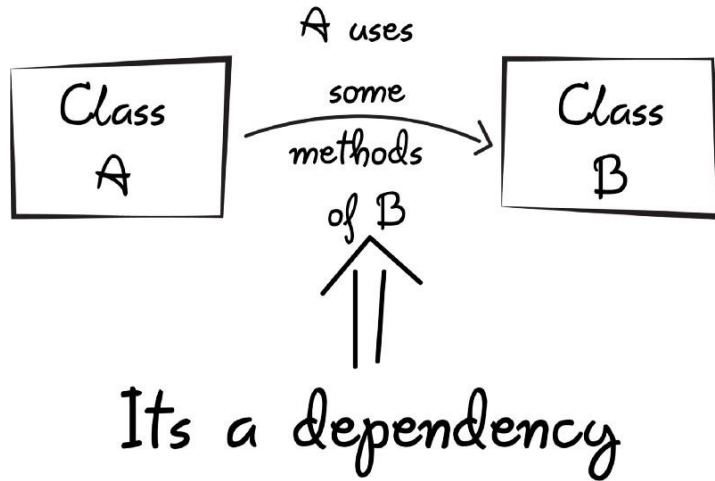 Class
A
A uses
some
methods
of B
Class
B
Its a dependency